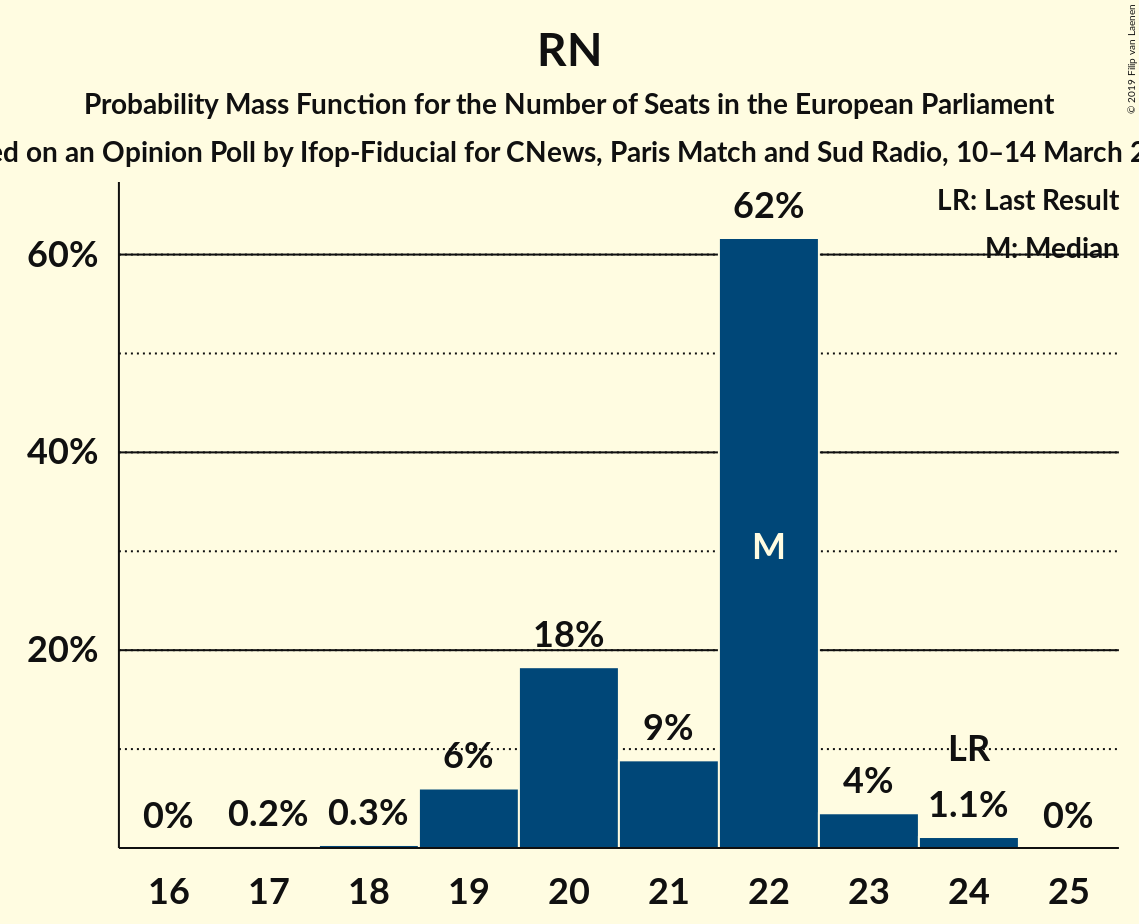 RN
Probability Mass Function for the Number of Seats in the European Parliament
on an Opinion Poll by Ifop-Fiducial for CNews, Paris Match and Sud Radio, 10–14 March
© 2019 Filip van Laenen
LR: Last Result
M: Median
60%
40%
20%
0%
0.2%
0.3%
6%
18%
9%
62%
M
4%
LR
1.1%
0%
16
17
18
19
20
21
22
23
24
25